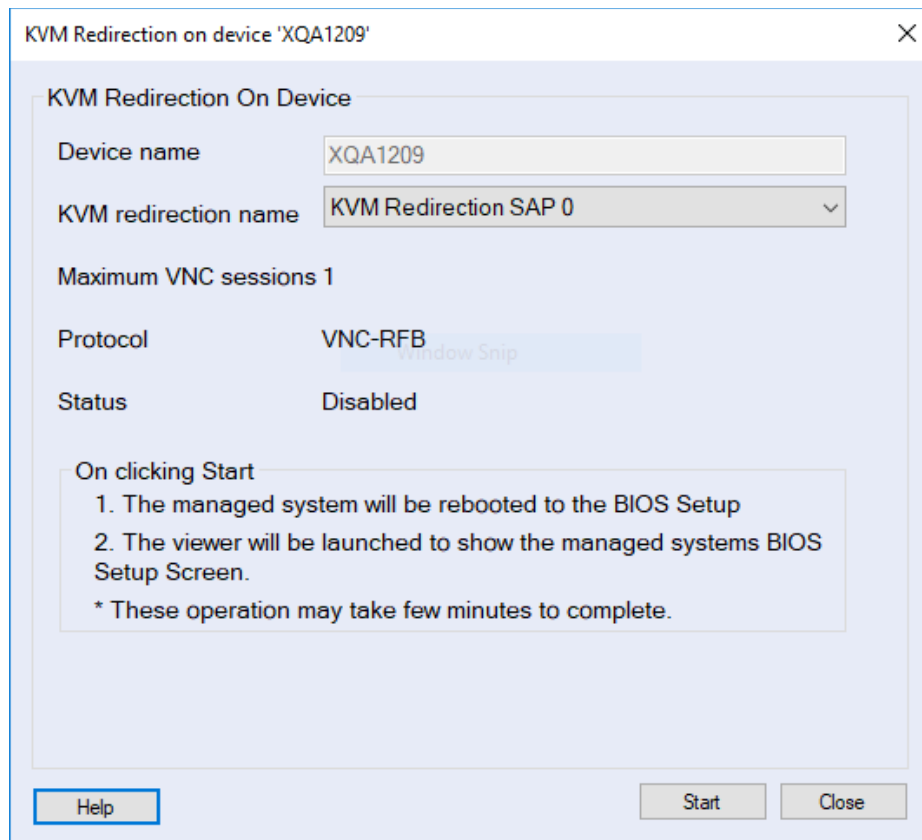 KVM Redirection on device 'XQA1209'
KVM Redirection On Device
Device name
XQA1209
KVM redirection name
KVM Redirection SAP 0
Maximum VNC sessions 1
Protocol
VNC-RFB
Window Snip
Status
Disabled
On clicking Start
1. The managed system will be rebooted to the BIOS Setup
2. The viewer will be launched to show the managed systems BIOS
Setup Screen.
* These operation may take few minutes to complete.
Help
Start
Close